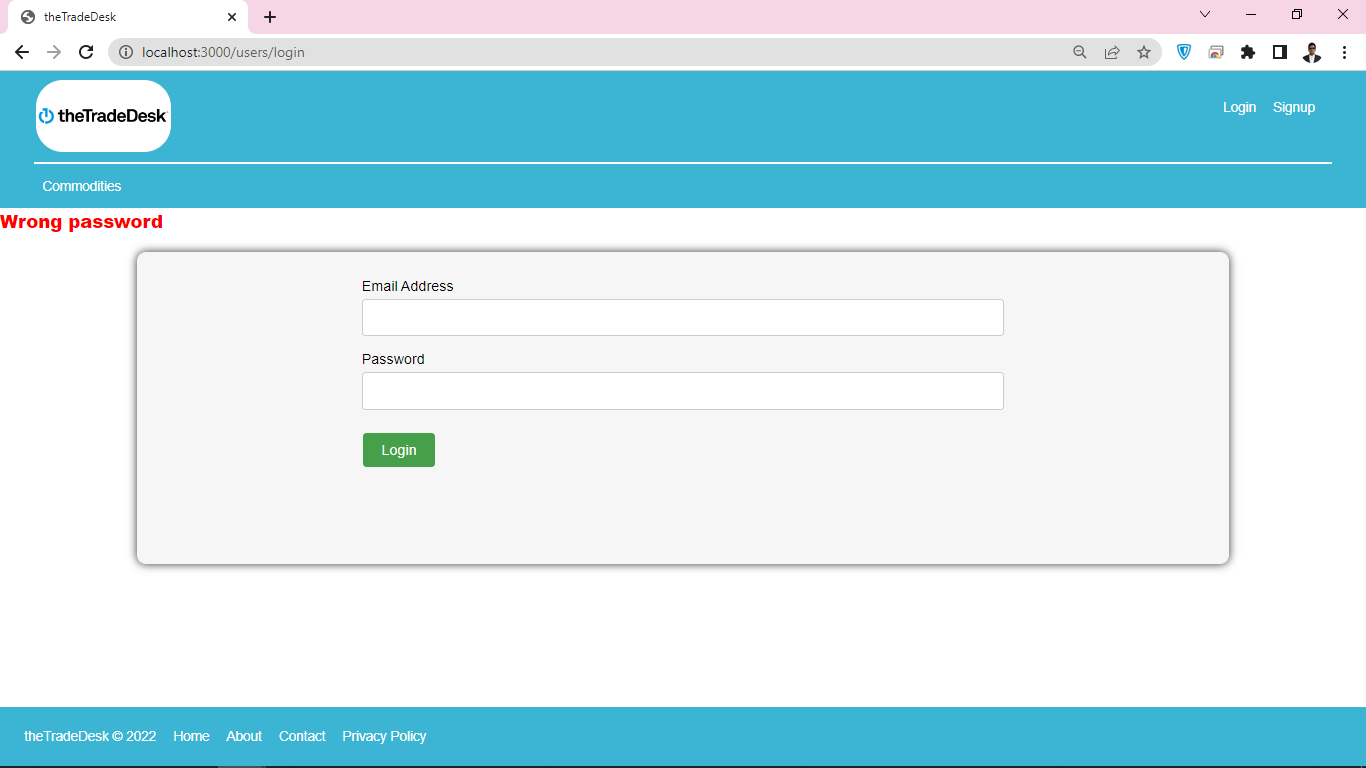 theTradeDesk
localhost:3000/users/login
theTradeDesk
Login Signup
Commodities
Wrong password
Email Address
Password
Login
theTradeDesk © 2022 Home About Contact Privacy Policy